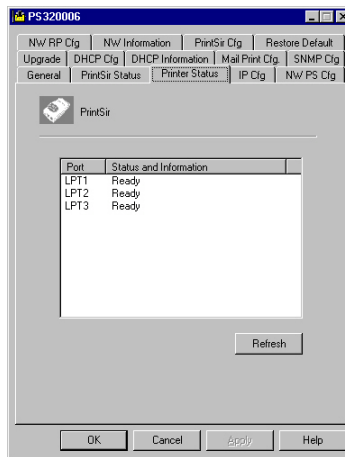 PS320006
NW RP Cfg NW Information PrintSir Cfg Restore Default
Upgrade DHCP Cfg DHCP Information Mail Print Cfg. SNMP Cfg
General PrintSir Status Printer Status IP Cfg NW PS Cfg
PrintSir
Port Status and Information
LPT1 Ready
LPT2 Ready
LPT3 Ready
Refresh
OK Cancel Apply Help